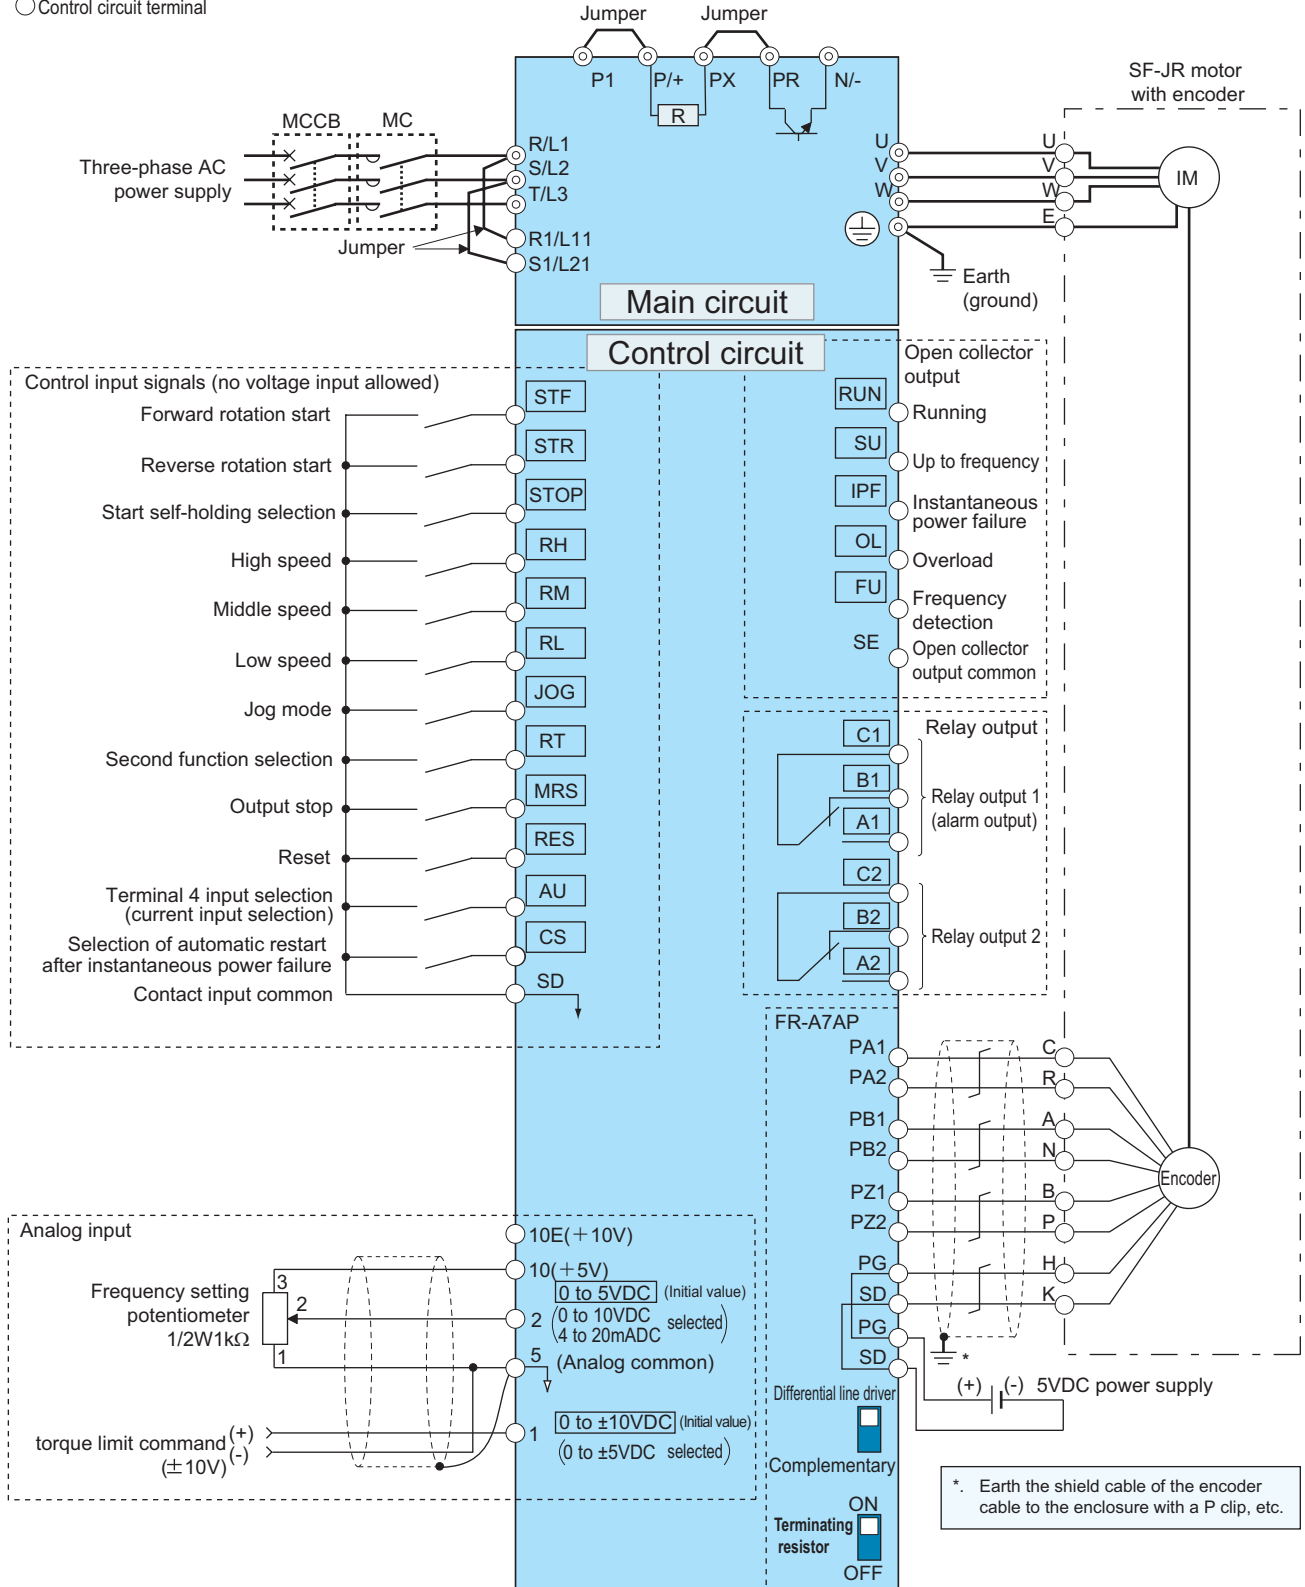 Control circuit terminal
Jumper
Jumper
P1
P/+
PX
PR
N/-
R
SF-JR motor
with encoder
MCCB
MC
Three-phase AC
power supply
R/L1
S/L2
T/L3
Jumper
R1/L11
S1/L21
U
V
W
U
V
W
E
IM
Earth
(ground)
Main circuit
Control circuit
Control input signals (no voltage input allowed)
Forward rotation start
STF
Reverse rotation start
STR
Start self-holding selection
STOP
High speed
RH
Middle speed
RM
Low speed
RL
Jog mode
JOG
Second function selection
RT
Output stop
MRS
Reset
RES
Terminal 4 input selection
(current input selection)
AU
Selection of automatic restart
after instantaneous power failure
CS
Contact input common
SD
Open collector
output
RUN
Running
SU
Up to frequency
IPF
Instantaneous
power failure
OL
Overload
FU
Frequency
detection
SE
Open collector
output common
Relay output
C1
B1
A1
Relay output 1
(alarm output)
C2
B2
A2
Relay output 2
FR-A7AP
PA1
C
PA2
R
PB1
A
PB2
N
PZ1
B
PZ2
P
PG
H
SD
K
PG
SD
Encoder
*
(+)
(-)
5VDC power supply
Differential line driver
Complementary
Terminating
resistor
ON
OFF
Analog input
Frequency setting
potentiometer
1/2W1kΩ
3
2
1
10E(+10V)
10(+5V)
0 to 5VDC (Initial value)
2
(0 to 10VDC
4 to 20mADC selected)
5
(Analog common)
torque limit command
(±10V)
(+)
(-)
1
0 to ±10VDC (Initial value)
(0 to ±5VDC selected)
*. Earth the shield cable of the encoder
cable to the enclosure with a P clip, etc.